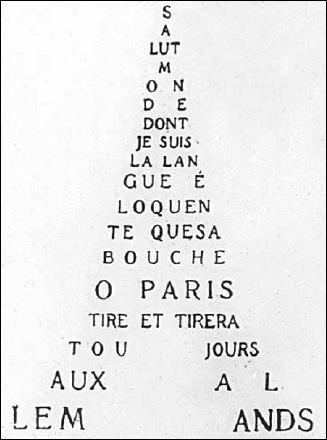 S
A
LUT
M
O N
D E
DONT
JE SUIS
LA LAN
GUE É
LOQUEN
TE QUESA
BOUCHE
O PARIS
TIRE ET TIRERA
TOU JOURS
AUX A L
LEM ANDS